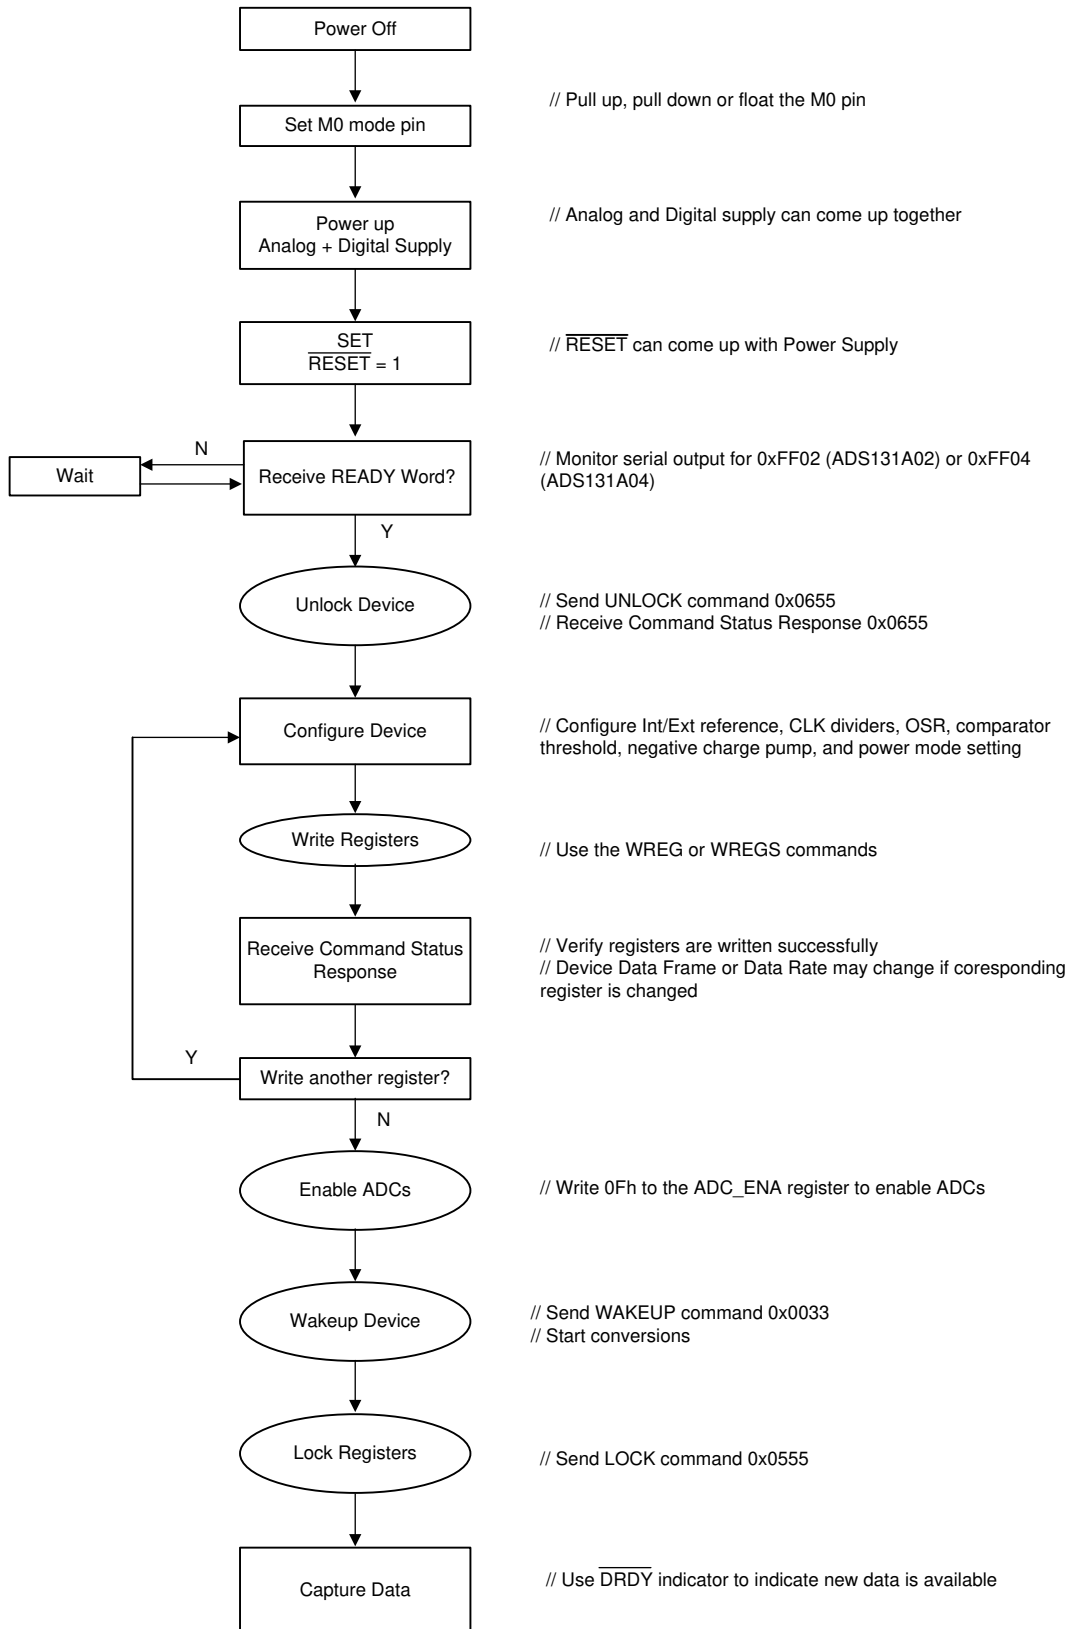 Power Off
// Pull up, pull down or float the M0 pin
Set M0 mode pin
// Analog and Digital supply can come up together
Power up
Analog + Digital Supply
SET
RESET = 1
// RESET can come up with Power Supply
N
Wait
Receive READY Word?
// Monitor serial output for 0xFF02 (ADS131A02) or 0xFF04
(ADS131A04)
Y
Unlock Device
// Send UNLOCK command 0x0655
// Receive Command Status Response 0x0655
Configure Device
// Configure Int/Ext reference, CLK dividers, OSR, comparator
threshold, negative charge pump, and power mode setting
Write Registers
// Use the WREG or WREGS commands
Receive Command Status
Response
// Verify registers are written successfully
// Device Data Frame or Data Rate may change if coresponding
register is changed
Y
Write another register?
N
Enable ADCs
// Write 0Fh to the ADC_ENA register to enable ADCs
Wakeup Device
// Send WAKEUP command 0x0033
// Start conversions
Lock Registers
// Send LOCK command 0x0555
Capture Data
// Use DRDY indicator to indicate new data is available